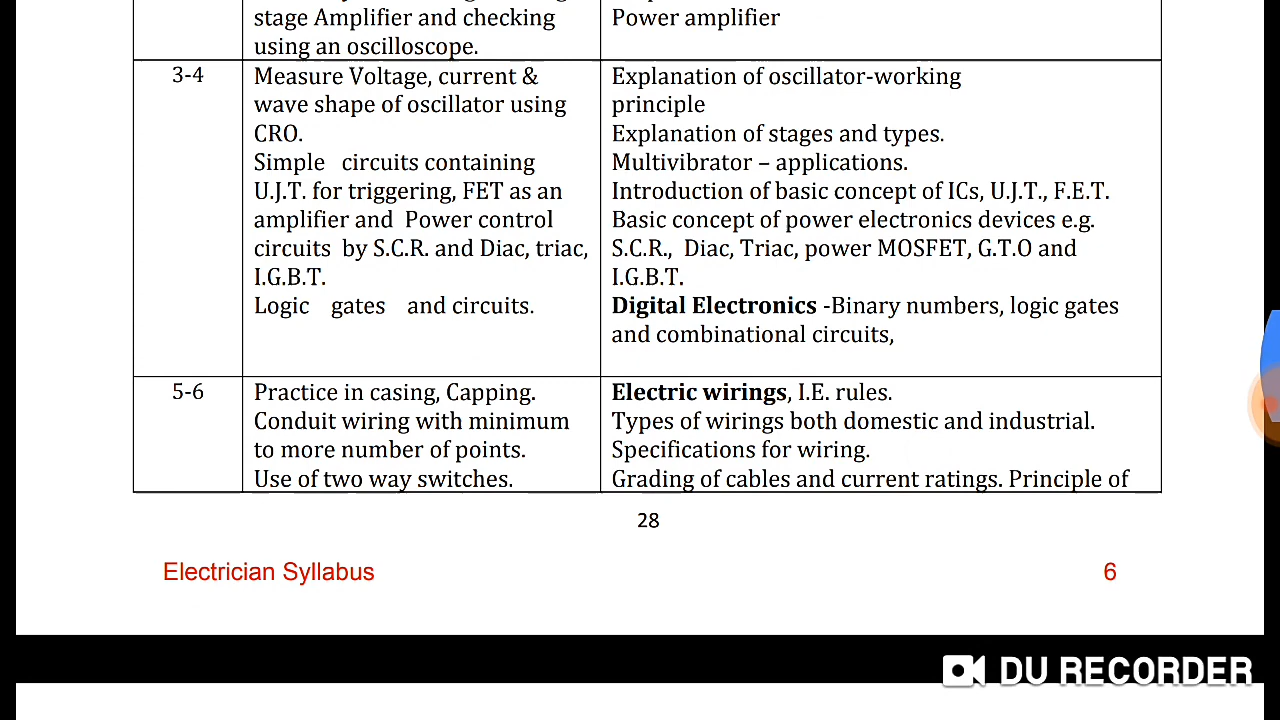 stage Amplifier and checking
using an oscilloscope.
Power amplifier
3-4
Measure Voltage, current &
wave shape of oscillator using
CRO.
Simple circuits containing
U.J.T. for triggering, FET as an
amplifier and Power control
circuits by S.C.R. and Diac, triac,
I.G.B.T.
Logic gates and circuits.
Explanation of oscillator-working
principle
Explanation of stages and types.
Multivibrator – applications.
Introduction of basic concept of ICs, U.J.T., F.E.T.
Basic concept of power electronics devices e.g.
S.C.R., Diac, Triac, power MOSFET, G.T.O and
I.G.B.T.
Digital Electronics -Binary numbers, logic gates
and combinational circuits,
5-6
Practice in casing, Capping.
Conduit wiring with minimum
to more number of points.
Use of two way switches.
Electric wirings, I.E. rules.
Types of wirings both domestic and industrial.
Specifications for wiring.
Grading of cables and current ratings. Principle of
28
Electrician Syllabus
6
DU RECORDER